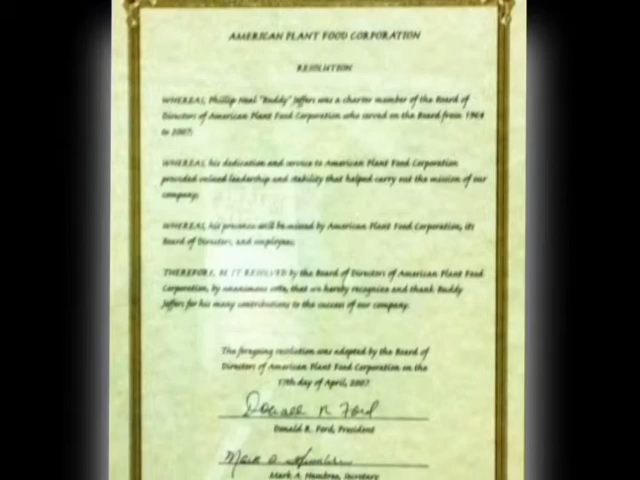 AMERICAN PLANT FOOD CORPORATION
RESOLUTION
WHEREAS, Phillip Neal "Buddy" Jeffers was a charter member of the Board of
Directors of American Plant Food Corporation who served on the Board from
to 2007;
WHEREAS, his dedication and service to American Plant Food Corporation
provided valued leadership and stability that helped carry out the mission of our
company;
WHEREAS, his presence will be missed by American Plant Food Corporation, its
Board of Directors, and employees;
THEREFORE, BE IT RESOLVED by the Board of Directors of American Plant Food
Corporation, by unanimous vote, that we hereby recognize and thank Buddy
Jeffers for his many contributions to the success of our company.
The foregoing resolution was adopted by the Board of
Directors of American Plant Food Corporation on the
17th day of April, 2007
Donald R Ford
Donald R. Ford, President
Mark A
Mark A. Secretary